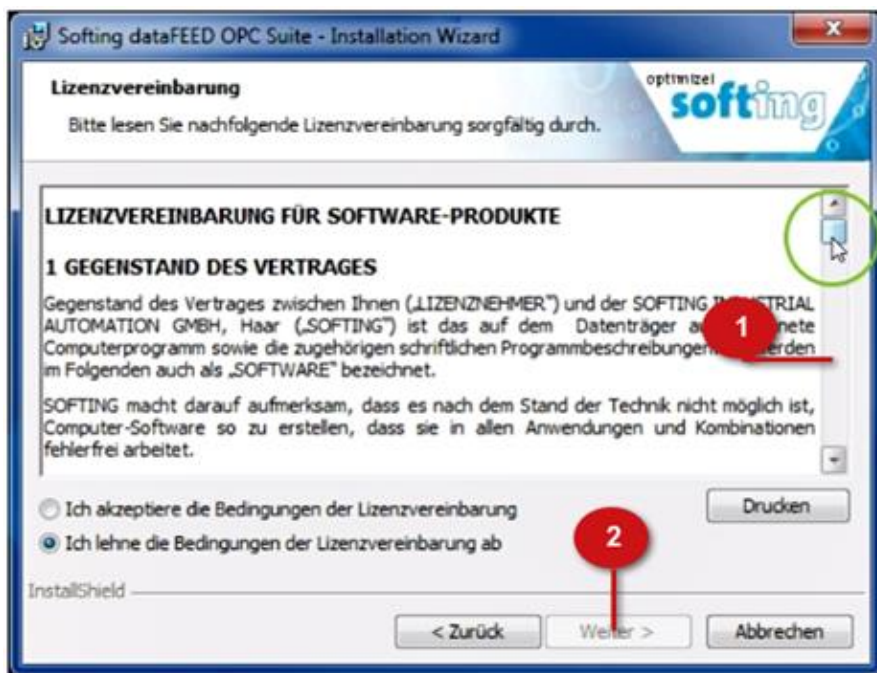 Softing dataFEED OPC Suite - Installation Wizard
Lizenzvereinbarung
Bitte lesen Sie nachfolgende Lizenzvereinbarung sorgfältig durch.
optimize!
softing
LIZENZVEREINBARUNG FÜR SOFTWARE-PRODUKTE
1 GEGENSTAND DES VERTRAGES
Gegenstand des Vertrages zwischen Ihnen („LIZENZNEHMER") und der SOFTING
AUTOMATION GMBH, Haar („SOFTING") ist das auf dem Datenträger
Computerprogramm sowie die zugehörigen schriftlichen
im Folgenden auch als „SOFTWARE" bezeichnet.
SOFTING macht darauf aufmerksam, dass es nach dem Stand der Technik nicht möglich ist,
Computer-Software so zu erstellen, dass sie in allen Anwendungen und Kombinationen
fehlerfrei arbeitet.
1
Ich akzeptiere die Bedingungen der Lizenzvereinbarung
Drucken
Ich lehne die Bedingungen der Lizenzvereinbarung ab
2
InstallShield
< Zurück
Weiter >
Abbrechen